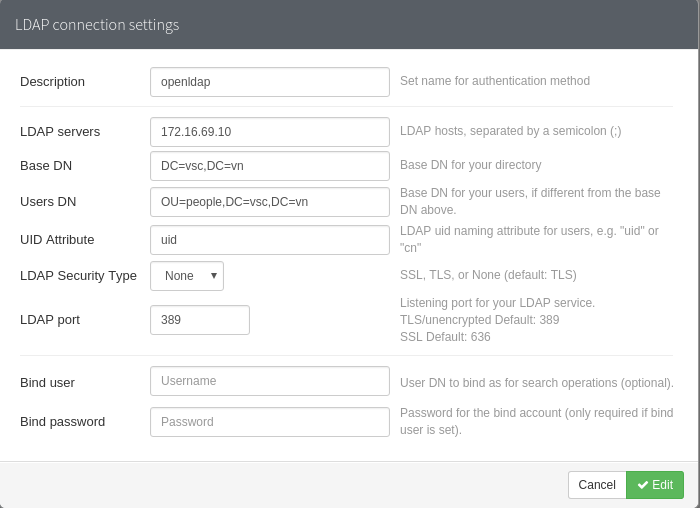 LDAP connection settings
Description openldap Set name for authentication method
LDAP servers 172.16.69.10 LDAP hosts, separated by a semicolon (;)
Base DN DC=vsc,DC=vn Base DN for your directory
Users DN OU=people,DC=vsc,DC=vn Base DN for your users, if different from the base
DN above.
UID Attribute uid LDAP uid naming attribute for users, e.g. "uid" or
"cn"
LDAP Security Type None SSL, TLS, or None (default: TLS)
LDAP port 389 Listening port for your LDAP service.
TLS/unencrypted Default: 389
SSL Default: 636
Bind user Username User DN to bind as for search operations (optional).
Bind password Password Password for the bind account (only required if bind
user is set).
Cancel Edit